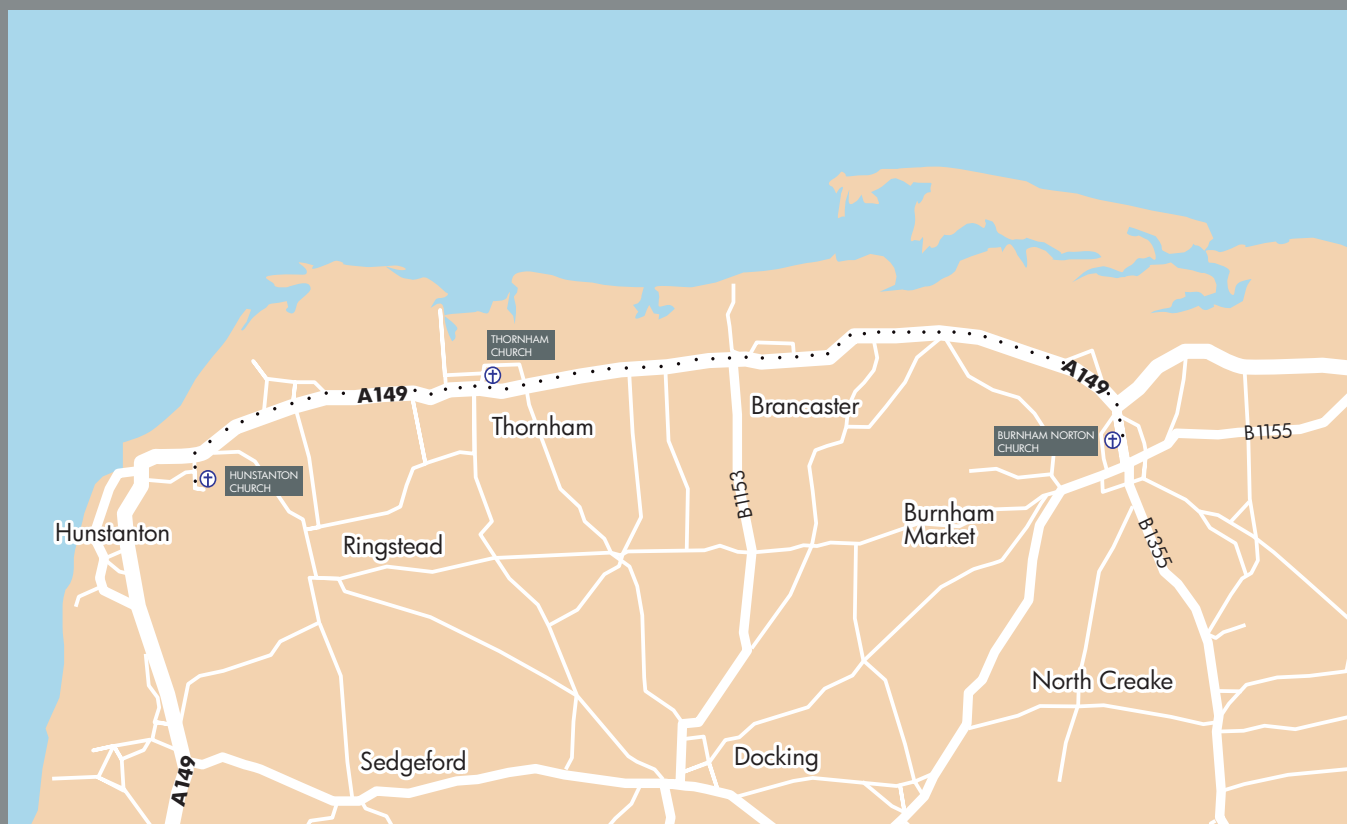 THORNHAM
CHURCH
A149
A149
Brancaster
Thornham
BURNHAM NORTON
CHURCH
B1155
HUNSTANTON
CHURCH
B1153
Burnham
Market
Hunstanton
Ringstead
B1355
North Creake
Sedgeford
Docking
A149